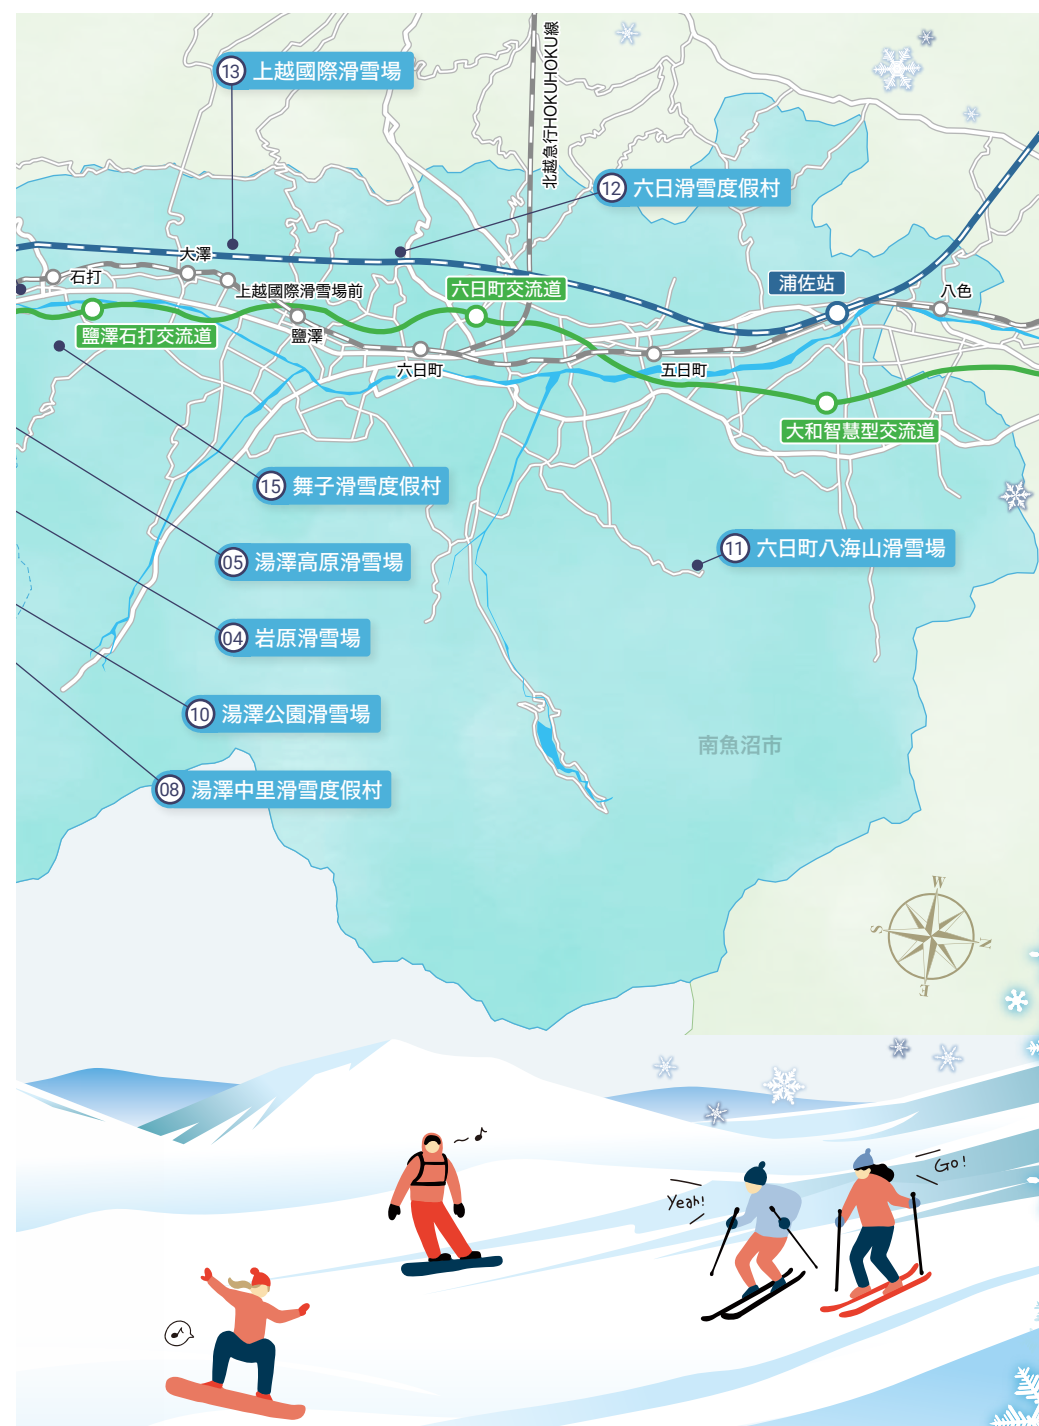 13 上越國際滑雪場
北越急行HOKUHOKU線
12 六日滑雪度假村
大澤
石打
上越國際滑雪場前
六日町交流道
浦佐站
八色
鹽澤石打交流道
鹽澤
六日町
五日町
大和智慧型交流道
15 舞子滑雪度假村
05 湯澤高原滑雪場
11 六日町八海山滑雪場
04 岩原滑雪場
10 湯澤公園滑雪場
南魚沼市
08 湯澤中里滑雪度假村
W
S
N
E
Yeah!
Go!